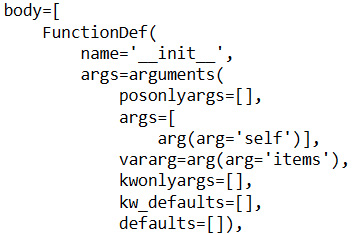 body=[
    FunctionDef(
        name='__init__',
        args=arguments(
            posonlyargs=[],
            args=[
                arg(arg='self')],
            vararg=arg(arg='items'),
            kwonlyargs=[],
            kw_defaults=[],
            defaults=[]),